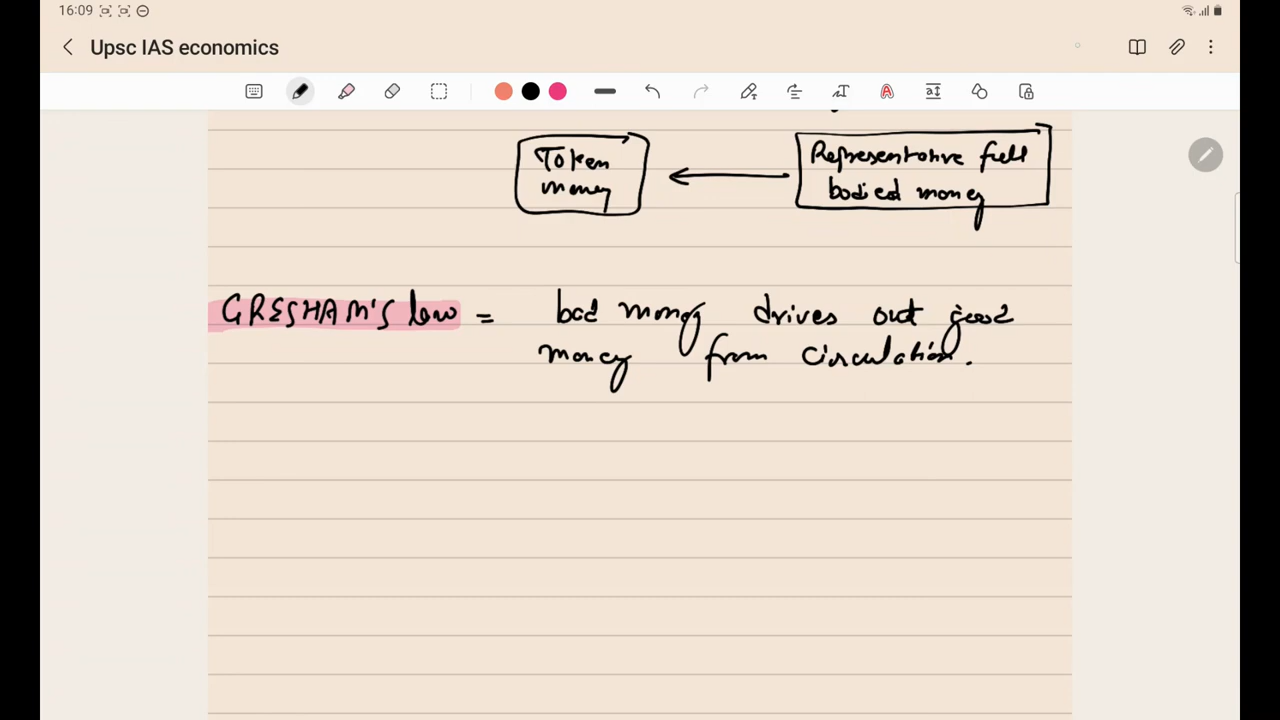 16:09
Upsc IAS economics
Token
money
Representative full
bodied money
GRESHAM'S law = bad money drives out good
money from circulation.